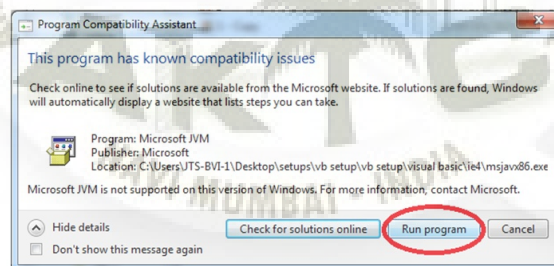 Program Compatibility Assistant
This program has known compatibility issues
Check online to see if solutions are available from the Microsoft website. If solutions are found, Windows
will automatically display a website that lists steps you can take.
Program: Microsoft JVM
Publisher: Microsoft
Location: C:\Users\JTS-BVI-1\Desktop\setups\vb setup\vb setup\visual basic\ie4\msjavx86.exe
Microsoft JVM is not supported on this version of Windows. For more information, contact Microsoft.
Hide details
Check for solutions online
Run program
Cancel
Don't show this message again
AKTC
MUMBAI - INDIA